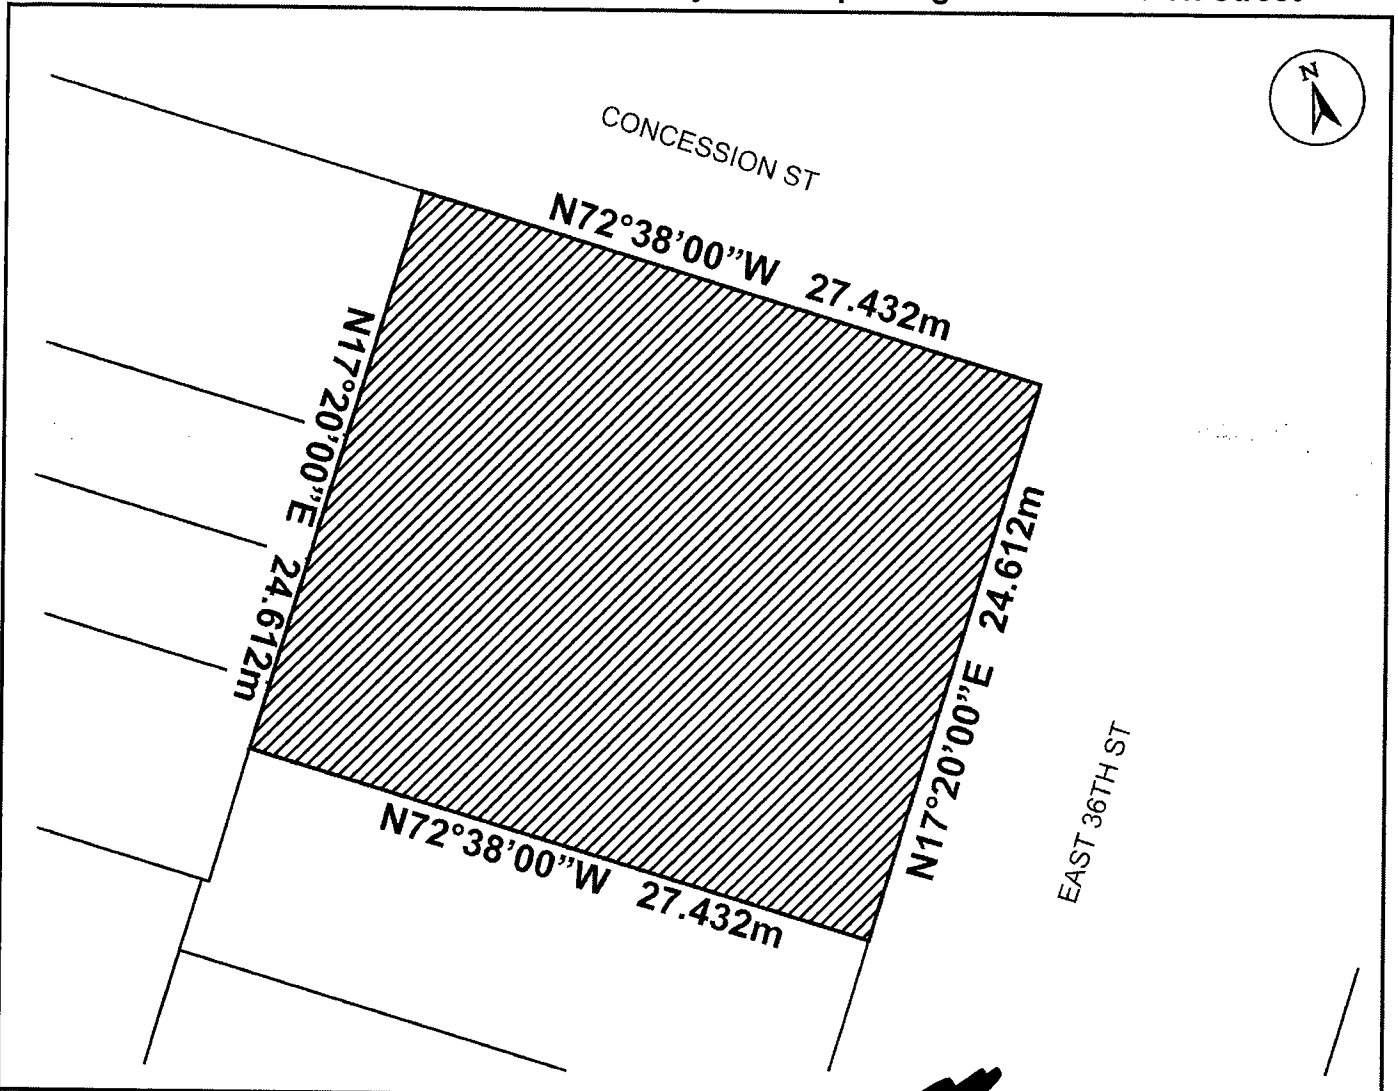 N
CONCESSION ST
N72°38’00”W 27.432m
N17°20’00”E 24.612m
24.612m
N17°20’00”E
EAST 36TH ST
N72°38’00”W 27.432m